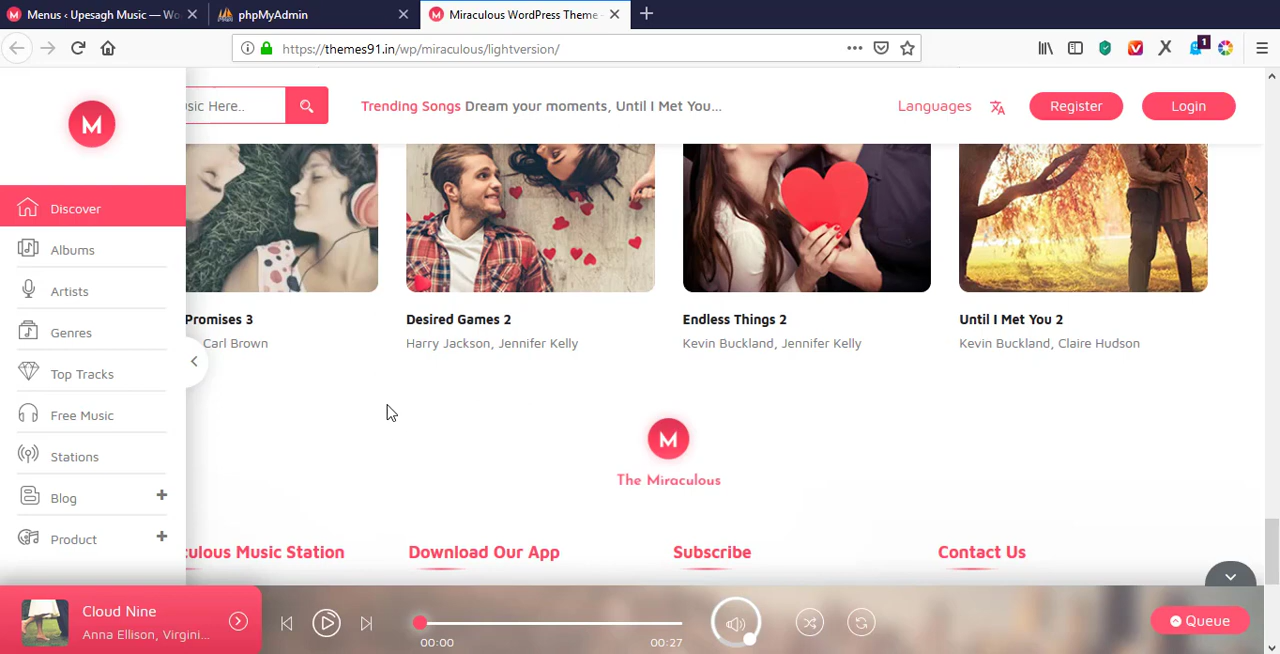 Menus ‹ Upesagh Music — Wo
phpMyAdmin
Miraculous WordPress Theme -
https://themes91.in/wp/miraculous/lightversion/
1
M
usic Here..
Trending Songs Dream your moments, Until I Met You...
Languages
Register
Login
Discover
Albums
Artists
Genres
Top Tracks
Free Music
Stations
Blog
Product
Promises 3
Carl Brown
Desired Games 2
Harry Jackson, Jennifer Kelly
Endless Things 2
Kevin Buckland, Jennifer Kelly
Until I Met You 2
Kevin Buckland, Claire Hudson
M
The Miraculous
culous Music Station
Download Our App
Subscribe
Contact Us
Cloud Nine
Anna Ellison, Virgini...
00:00
00:27
Queue